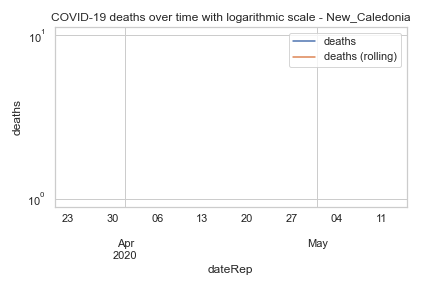 COVID-19 deaths over time with logarithmic scale - New_Caledonia
10¹
deaths
deaths (rolling)
deaths
10⁰
23 30 06 13 20 27 04 11
Apr May
2020
dateRep